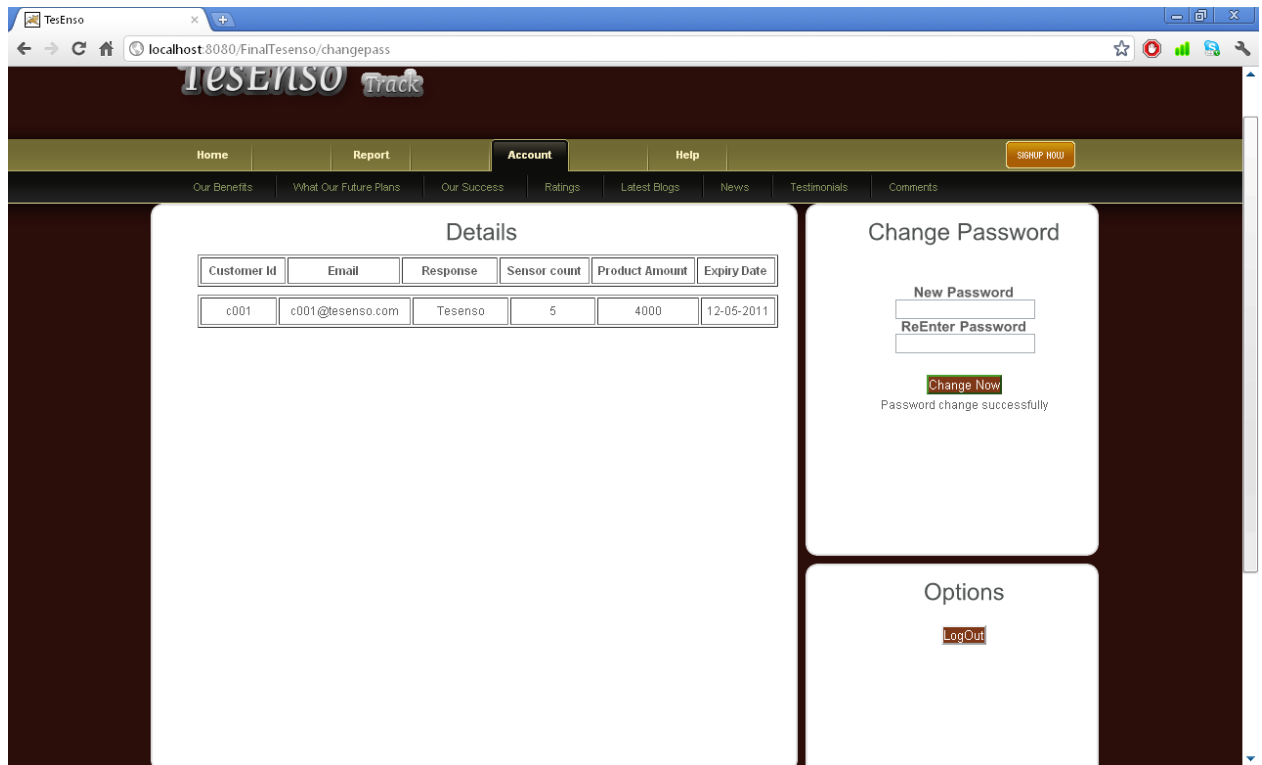 TesEnso
localhost:8080/FinalTesenso/changepass
TesEnso Track
Home Report Account Help SIGNUP NOW
Our Benefits What Our Future Plans Our Success Ratings Latest Blogs News Testimonials Comments
Details
Customer Id Email Response Sensor count Product Amount Expiry Date
c001 c001@tesenso.com Tesenso 5 4000 12-05-2011
Change Password
New Password
ReEnter Password
Change Now
Password change successfully
Options
LogOut